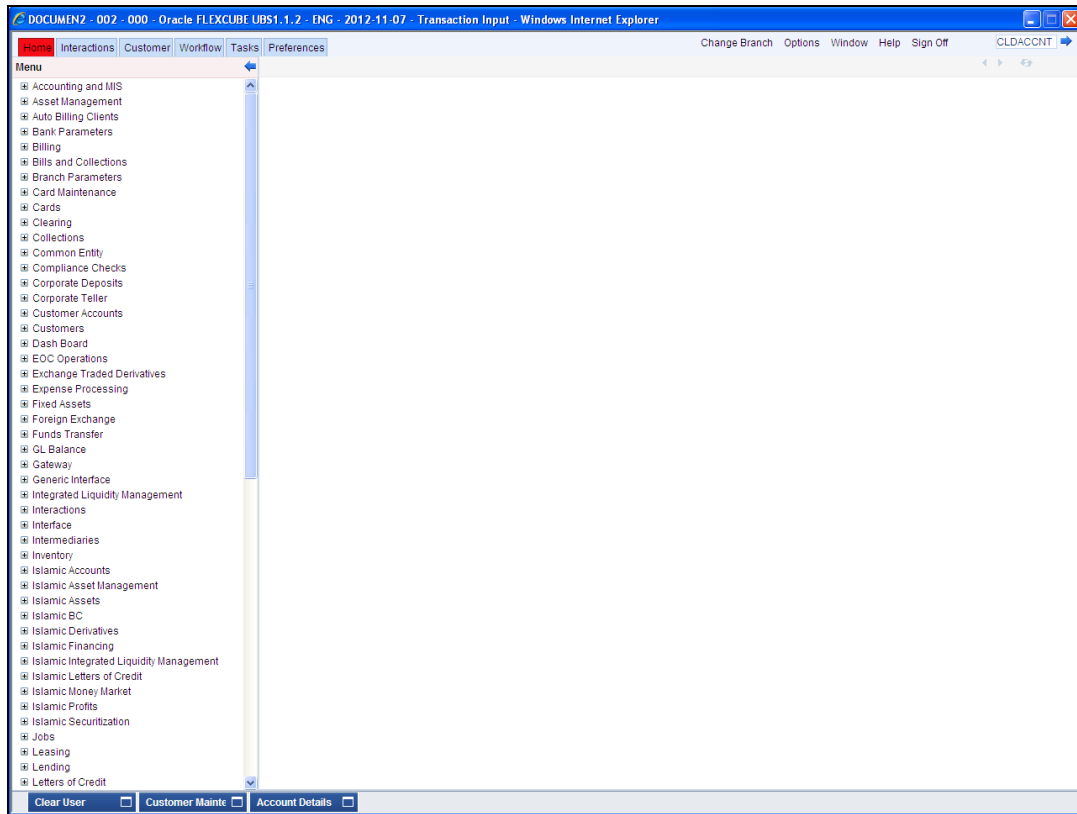 DOCUMEN2 - 002 - 000 - Oracle FLEXCUBE UBS1.1.2 - ENG - 2012-11-07 - Transaction Input - Windows Internet Explorer
Home Interactions Customer Workflow Tasks Preferences Change Branch Options Window Help Sign Off CLDACCNT
Menu
Accounting and MIS
Asset Management
Auto Billing Clients
Bank Parameters
Billing
Bills and Collections
Branch Parameters
Card Maintenance
Cards
Clearing
Collections
Common Entity
Compliance Checks
Corporate Deposits
Corporate Teller
Customer Accounts
Customers
Dash Board
EOC Operations
Exchange Traded Derivatives
Expense Processing
Fixed Assets
Foreign Exchange
Funds Transfer
GL Balance
Gateway
Generic Interface
Integrated Liquidity Management
Interactions
Interface
Intermediaries
Inventory
Islamic Accounts
Islamic Asset Management
Islamic Assets
Islamic BC
Islamic Derivatives
Islamic Financing
Islamic Integrated Liquidity Management
Islamic Letters of Credit
Islamic Money Market
Islamic Profits
Islamic Securitization
Jobs
Leasing
Lending
Letters of Credit
Clear User Customer Mainte Account Details